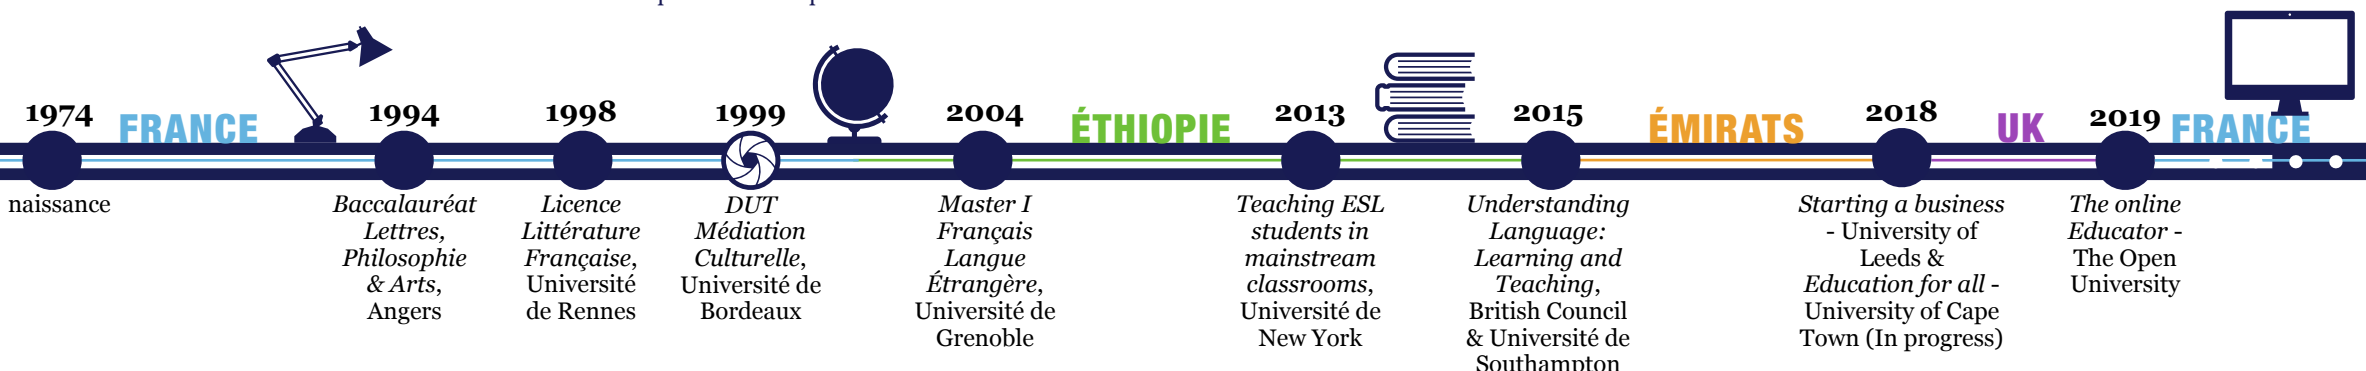 1974
FRANCE
1994
1998
1999
2004
ÉTHIOPIE
2013
2015
ÉMIRATS
2018
UK
2019
FRANCE
naissance
Baccalauréat
Lettres,
Philosophie
& Arts,
Angers
Licence
Littérature
Française,
Université
de Rennes
DUT
Médiation
Culturelle,
Université de
Bordeaux
Master I
Français
Langue
Étrangère,
Université de
Grenoble
Teaching ESL
students in
mainstream
classrooms,
Université de
New York
Understanding
Language:
Learning and
Teaching,
British Council
& Université de
Southampton
Starting a business
- University of
Leeds &
Education for all -
University of Cape
Town (In progress)
The online
Educator -
The Open
University